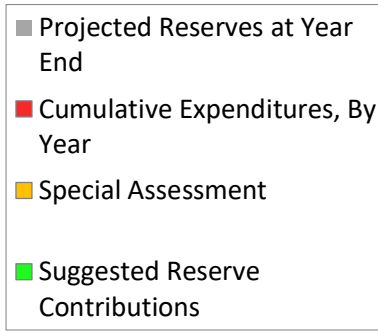 Projected Reserves at Year
End
Cumulative Expenditures, By
Year
Special Assessment
Suggested Reserve
Contributions